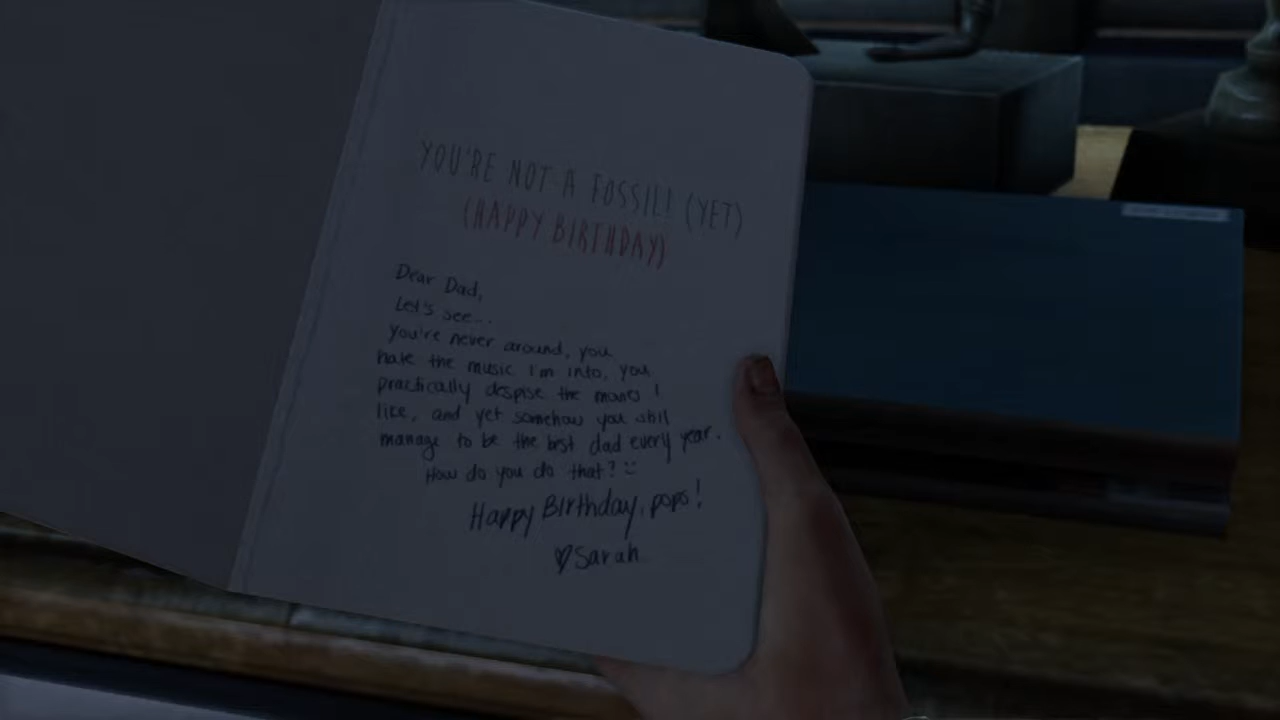 YOU'RE NOT A FOSSIL! (YET)
(HAPPY BIRTHDAY)
Dear Dad,
Let's see...
You're never around, you
hate the music I'm into, you
practically despise the movies I
like, and yet somehow you still
manage to be the best dad every year.
How do you do that? :)
Happy Birthday, pops!
♡ Sarah